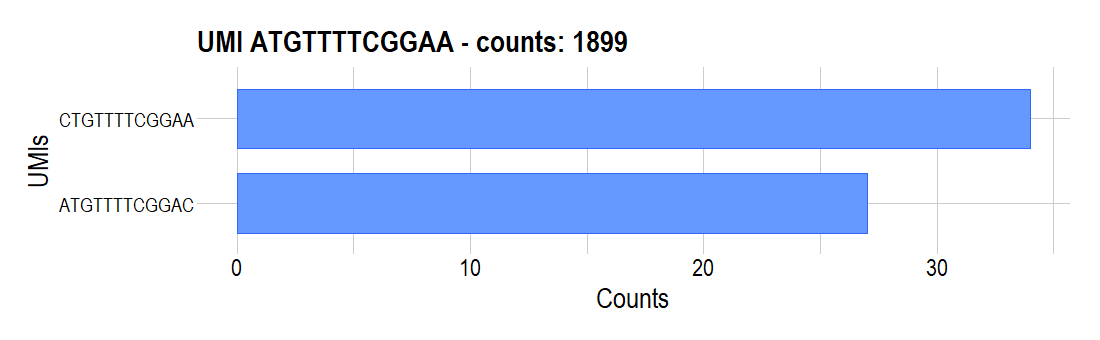 UMI ATGTTTTCGGAA - counts: 1899
CTGTTTTCGGAA
ATGTTTTCGGAC
UMIs
0 10 20 30
Counts